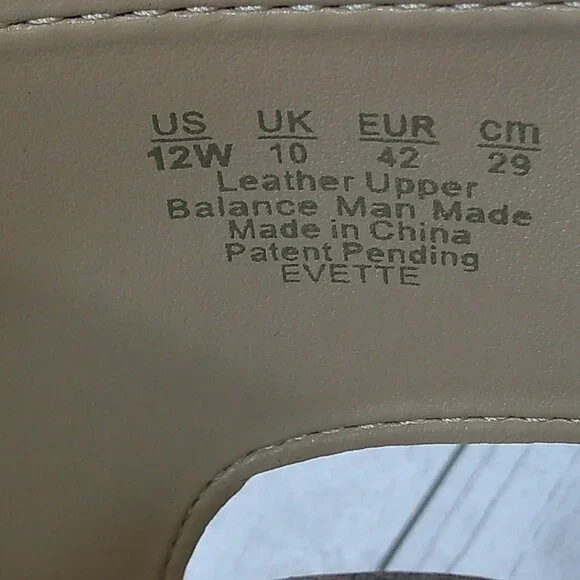 US UK EUR cm
12W 10 42 29
Leather Upper
Balance Man Made
Made in China
Patent Pending
EVETTE